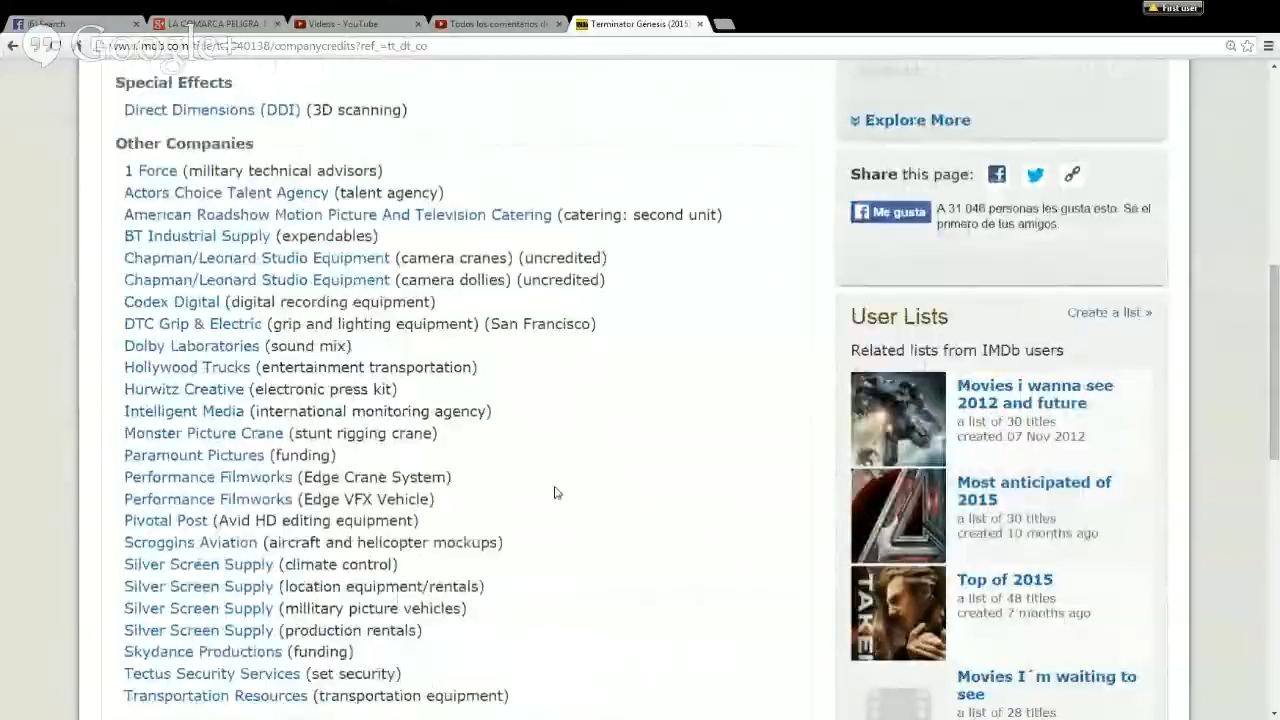 (6) Search
LA COMARCA PELIGRA
Videos - YouTube
Todos los comentarios de
Terminator Génesis (2015)
First user
Google+
/companycredits?ref_=tt_dt_co
Special Effects
Direct Dimensions (DDI) (3D scanning)
Other Companies
1 Force (military technical advisors)
Actors Choice Talent Agency (talent agency)
American Roadshow Motion Picture And Television Catering (catering: second unit)
BT Industrial Supply (expendables)
Chapman/Leonard Studio Equipment (camera cranes) (uncredited)
Chapman/Leonard Studio Equipment (camera dollies) (uncredited)
Codex Digital (digital recording equipment)
DTC Grip & Electric (grip and lighting equipment) (San Francisco)
Dolby Laboratories (sound mix)
Hollywood Trucks (entertainment transportation)
Hurwitz Creative (electronic press kit)
Intelligent Media (international monitoring agency)
Monster Picture Crane (stunt rigging crane)
Paramount Pictures (funding)
Performance Filmworks (Edge Crane System)
Performance Filmworks (Edge VFX Vehicle)
Pivotal Post (Avid HD editing equipment)
Scroggins Aviation (aircraft and helicopter mockups)
Silver Screen Supply (climate control)
Silver Screen Supply (location equipment/rentals)
Silver Screen Supply (military picture vehicles)
Silver Screen Supply (production rentals)
Skydance Productions (funding)
Tectus Security Services (set security)
Transportation Resources (transportation equipment)
Explore More
Share this page:
Me gusta
A 31 046 personas les gusta esto. Sé el
primero de tus amigos.
User Lists
Create a list »
Related lists from IMDb users
Movies i wanna see
2012 and future
a list of 30 titles
created 07 Nov 2012
Most anticipated of
2015
a list of 30 titles
created 10 months ago
TAKEN
Top of 2015
a list of 48 titles
created 7 months ago
Movies I´m waiting to
see
a list of 28 titles